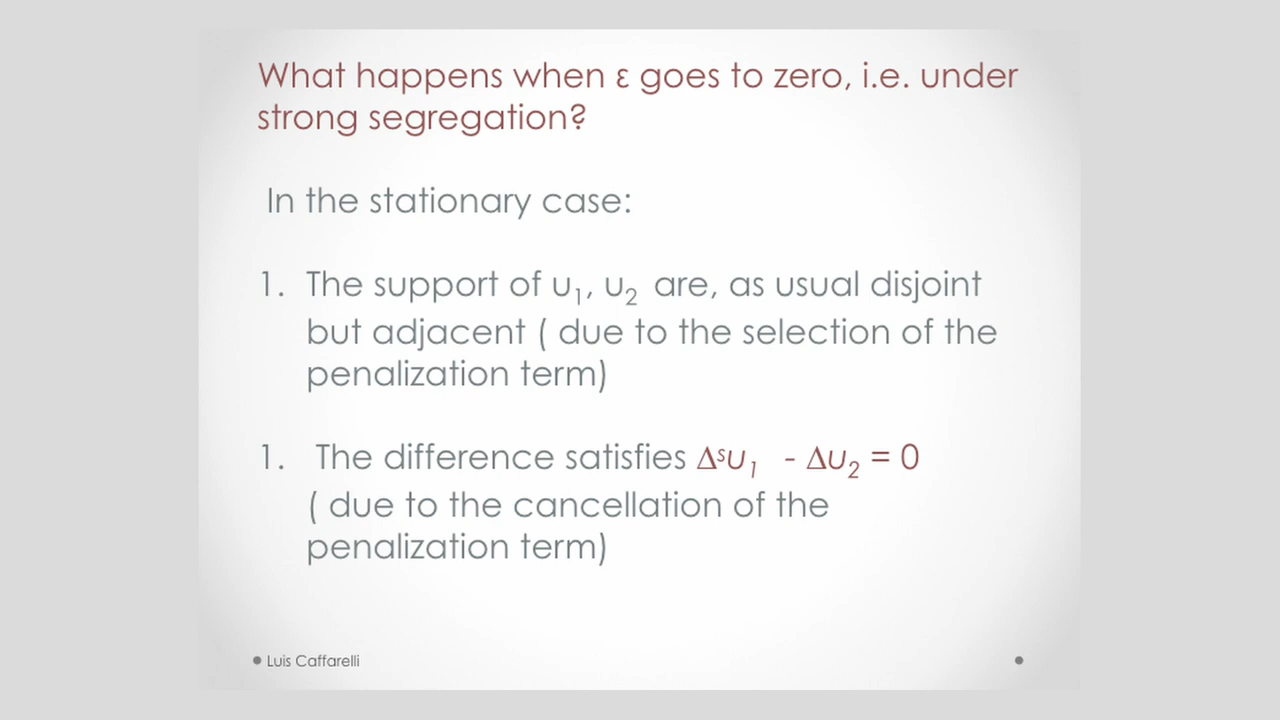 What happens when ε goes to zero, i.e. under
strong segregation?
In the stationary case:
1. The support of u₁, u₂ are, as usual disjoint
but adjacent ( due to the selection of the
penalization term)
1. The difference satisfies Δˢu₁ - Δu₂ = 0
( due to the cancellation of the
penalization term)
• Luis Caffarelli •